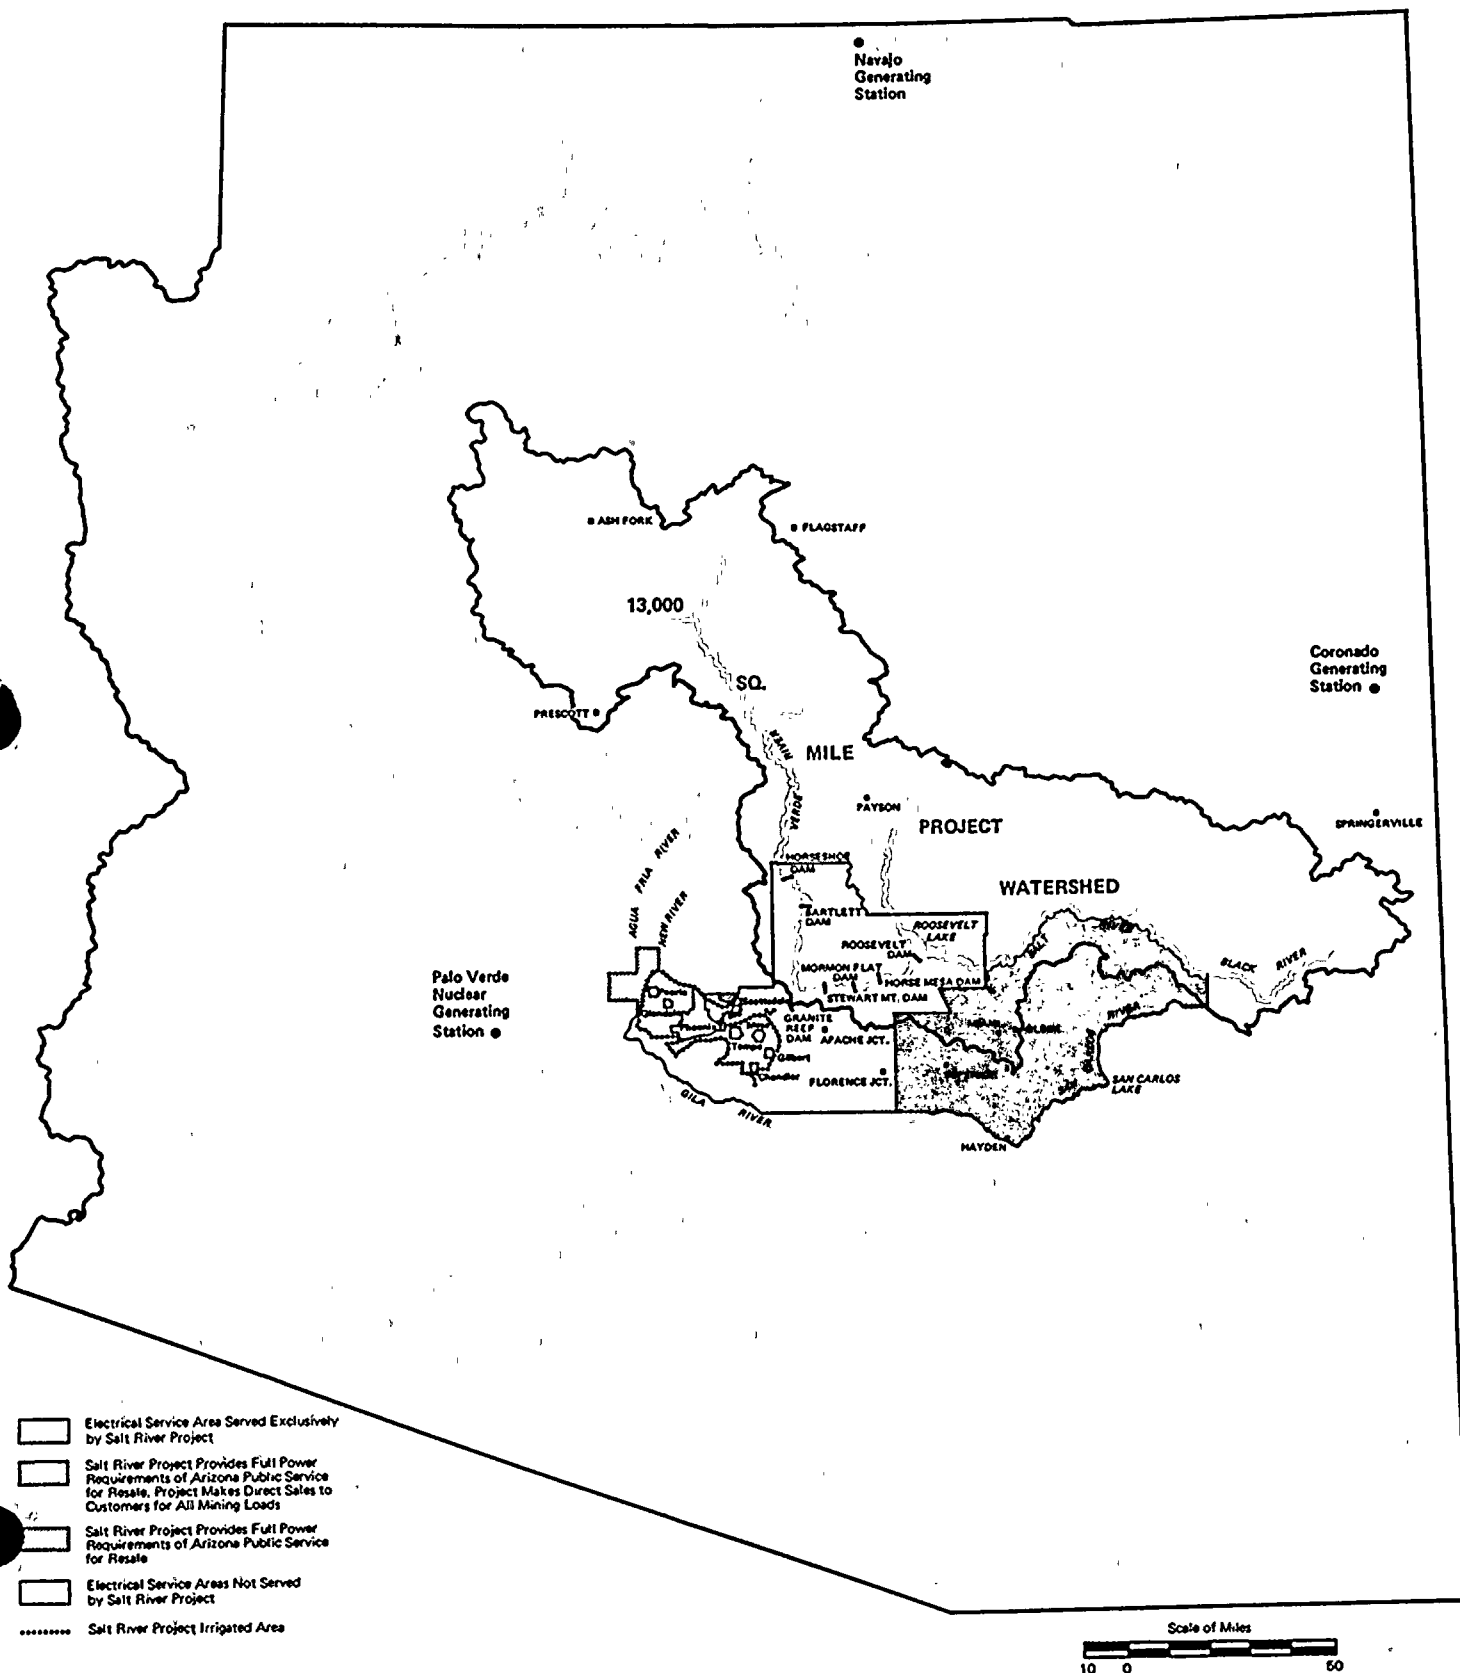 Navajo
Generating
Station
ASH FORK
FLAGSTAFF
13,000
Coronado
Generating
Station
SQ.
PRESCOTT
RIVER
MILE
VERDE
PAYSON
PROJECT
SPRINGERVILLE
AGUA FRIA RIVER
NEW RIVER
HORSESHOE
DAM
WATERSHED
BARTLETT
DAM
ROOSEVELT
LAKE
SALT
RIVER
ROOSEVELT
DAM
BLACK RIVER
MORMON FLAT
DAM
HORSE MESA DAM
STEWART MT. DAM
Palo Verde
Nuclear
Generating
Station
Peoria
Glendale
Scottsdale
Phoenix
Mesa
Tempe
Gilbert
Chandler
GRANITE
REEF
DAM
APACHE JCT.
MIAMI
GLOBE
RIVER
FLORENCE JCT.
SAN CARLOS
LAKE
GILA RIVER
HAYDEN
Electrical Service Area Served Exclusively
by Salt River Project
Salt River Project Provides Full Power
Requirements of Arizona Public Service
for Resale, Project Makes Direct Sales to
Customers for All Mining Loads
Salt River Project Provides Full Power
Requirements of Arizona Public Service
for Resale
Electrical Service Areas Not Served
by Salt River Project
Salt River Project Irrigated Area
Scale of Miles
10 0 50